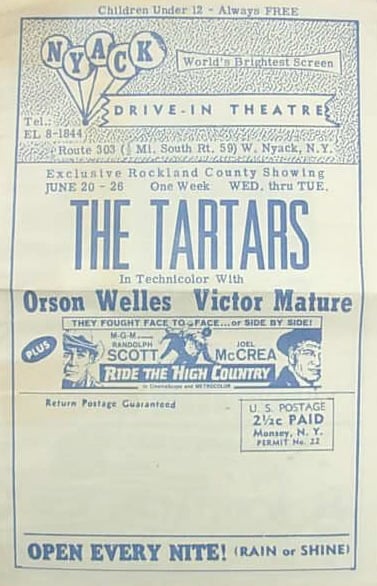 Children Under 12 - Always FREE
NYACK
World's Brightest Screen
DRIVE-IN THEATRE
Tel.:
EL 8-1844
Route 303 (½ Mi. South Rt. 59) W. Nyack, N.Y.
Exclusive Rockland County Showing
JUNE 20 - 26 One Week WED. thru TUE.
THE TARTARS
In Technicolor With
Orson Welles Victor Mature
THEY FOUGHT FACE TO FACE...or SIDE BY SIDE!
PLUS
M-G-M
RANDOLPH SCOTT
JOEL McCREA
RIDE THE HIGH COUNTRY
in CinemaScope and METROCOLOR
Return Postage Guaranteed
U. S. POSTAGE
2½c PAID
Monsey, N. Y.
PERMIT No. 22
OPEN EVERY NITE! (RAIN or SHINE)